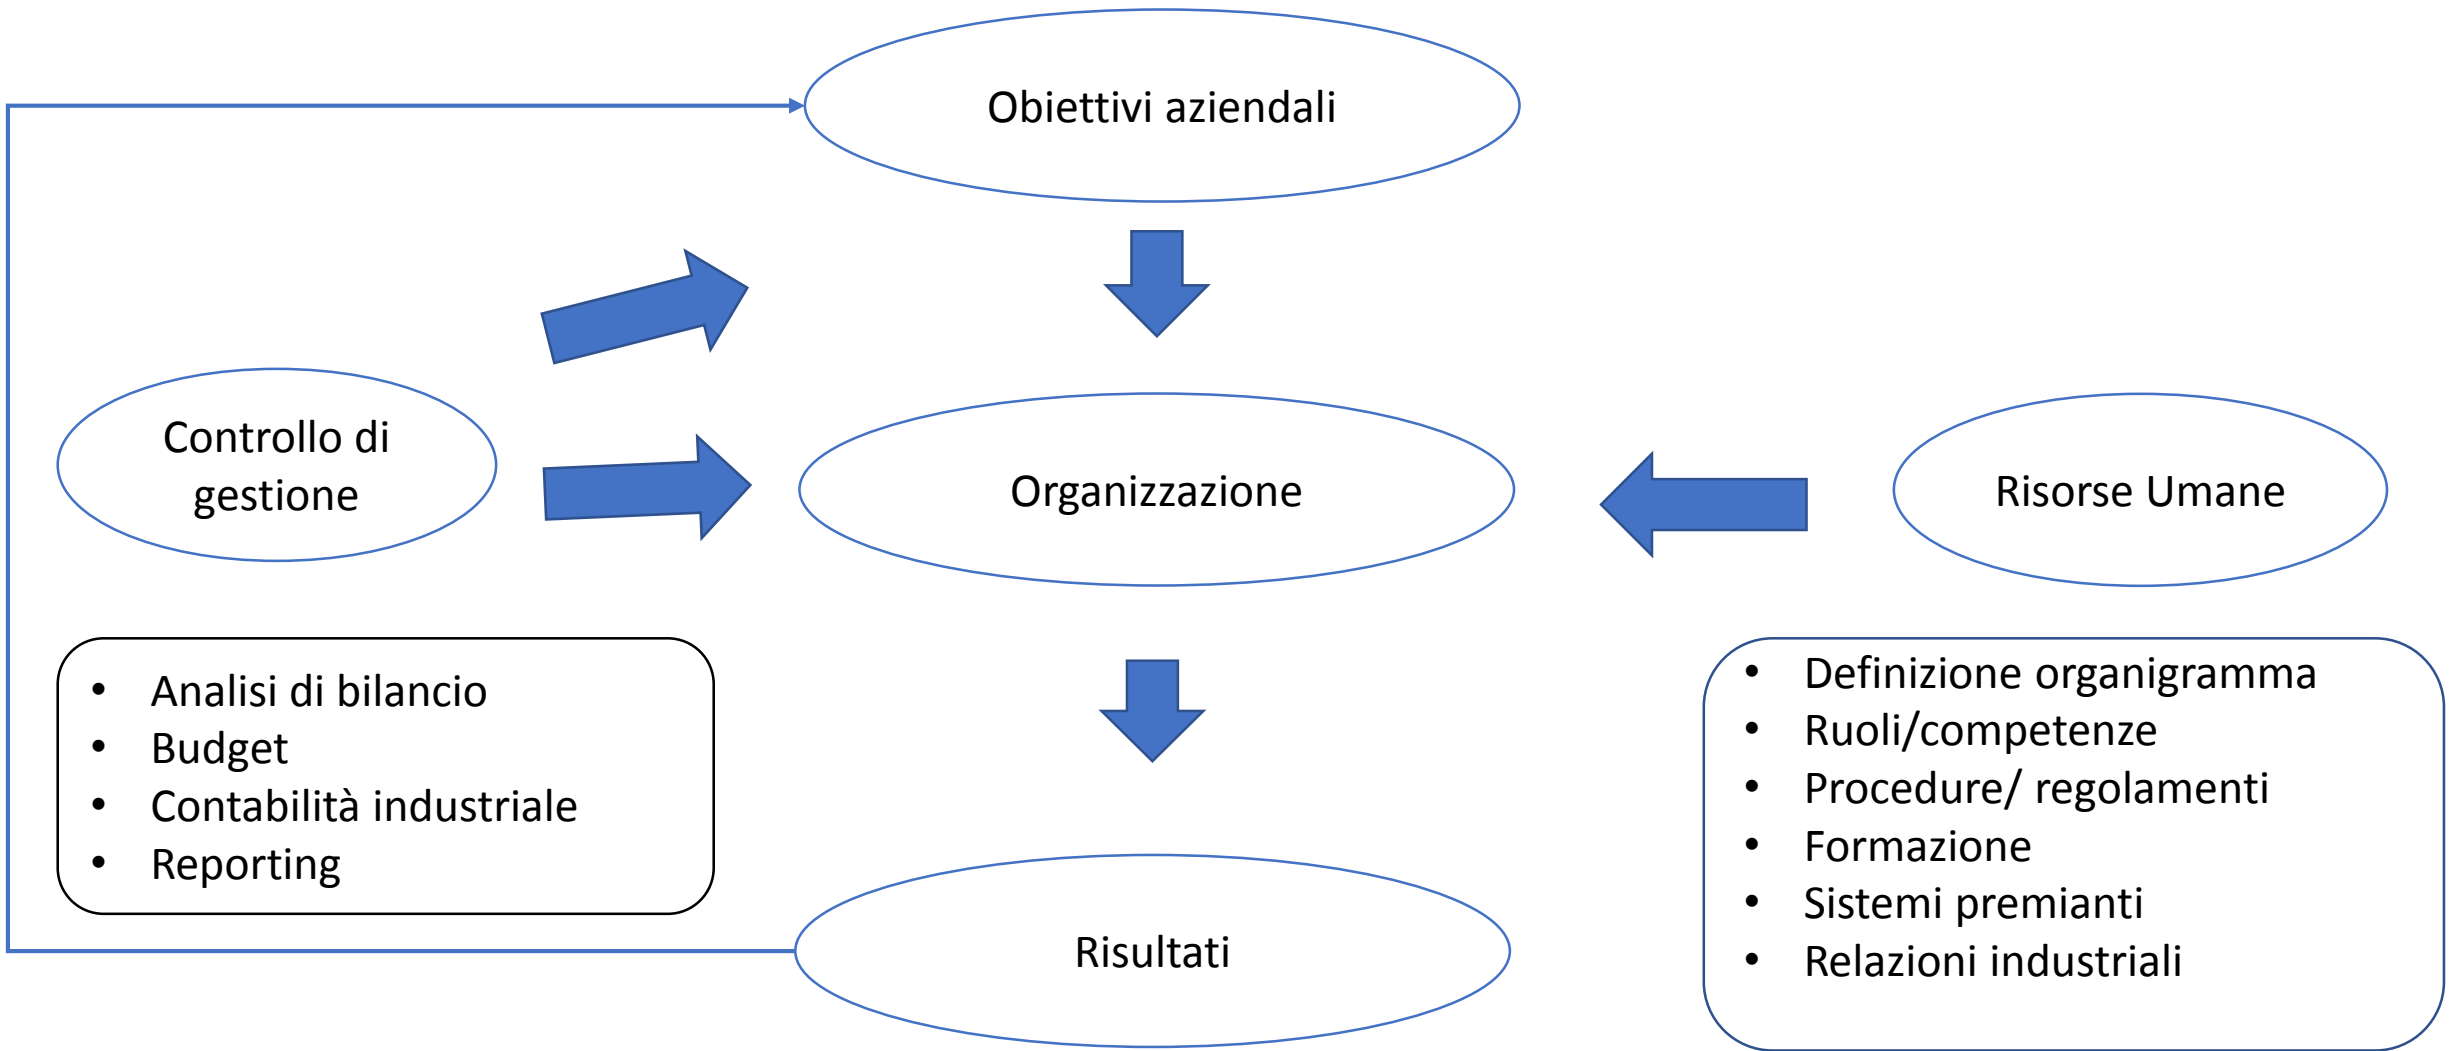 Obiettivi aziendali
Controllo di
gestione
Organizzazione
Risorse Umane
• Analisi di bilancio
• Budget
• Contabilità industriale
• Reporting
• Definizione organigramma
• Ruoli/competenze
• Procedure/ regolamenti
• Formazione
• Sistemi premianti
• Relazioni industriali
Risultati